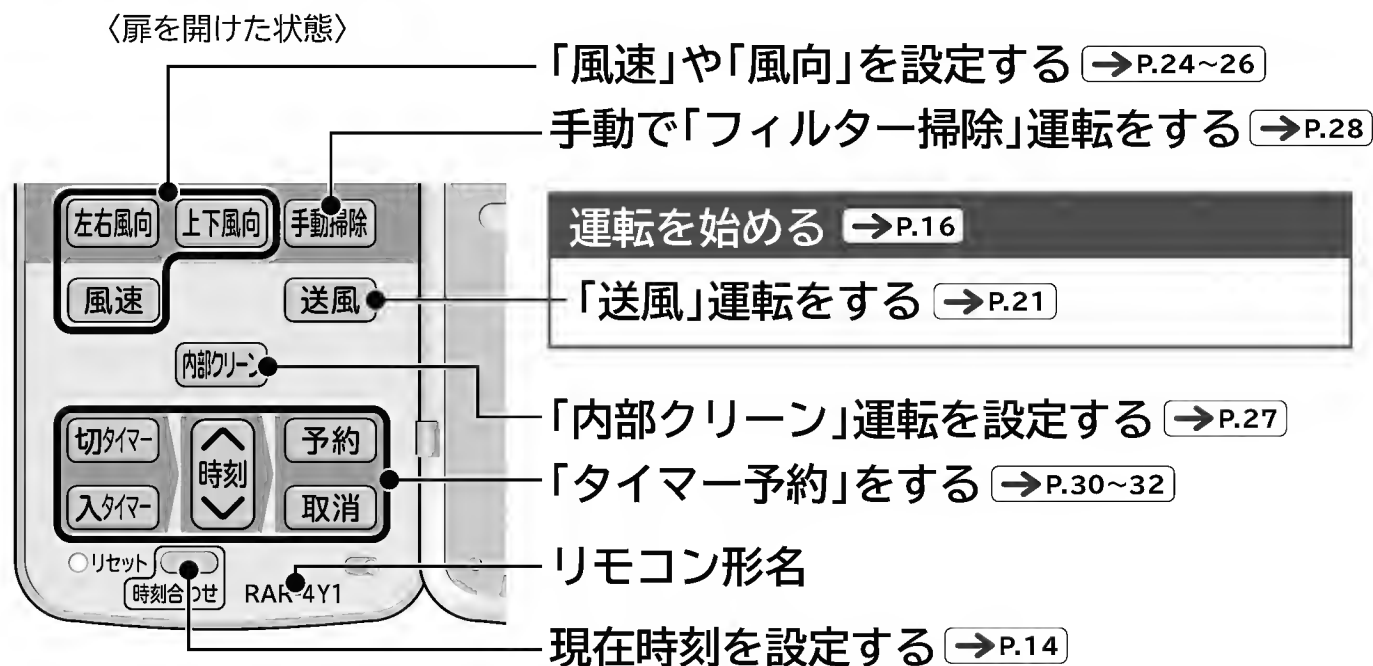 〈扉を開けた状態〉
「風速」や「風向」を設定する →P.24~26
手動で「フィルター掃除」運転をする →P.28
左右風向 上下風向 手動掃除
運転を始める →P.16
風速 送風
「送風」運転をする →P.21
内部クリーン
「内部クリーン」運転を設定する →P.27
切タイマー 時刻 予約
「タイマー予約」をする →P.30~32
入タイマー 取消
リセット
時刻合わせ RAR-4Y1
リモコン形名
現在時刻を設定する →P.14